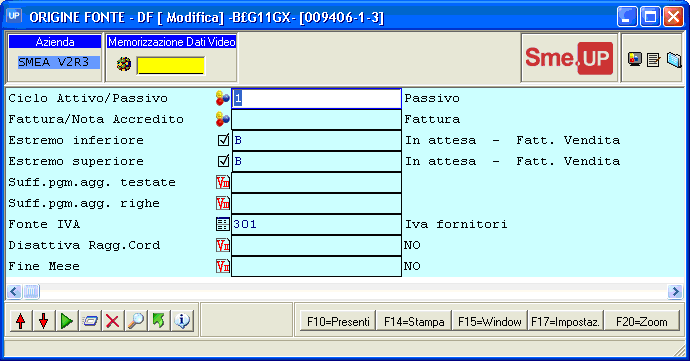 UP ORIGINE FONTE - DF [ Modifica] -B£G11GX- [009406-1-3]
Azienda
SMEA V2R3
Memorizzazione Dati Video
Sme.UP
Ciclo Attivo/Passivo 1 Passivo
Fattura/Nota Accredito Fattura
Estremo inferiore B In attesa - Fatt. Vendita
Estremo superiore B In attesa - Fatt. Vendita
Suff.pgm.agg. testate
Suff.pgm.agg. righe
Fonte IVA 301 Iva fornitori
Disattiva Ragg.Cord NO
Fine Mese NO
F10=Presenti F14=Stampa F15=Window F17=Impostaz. F20=Zoom